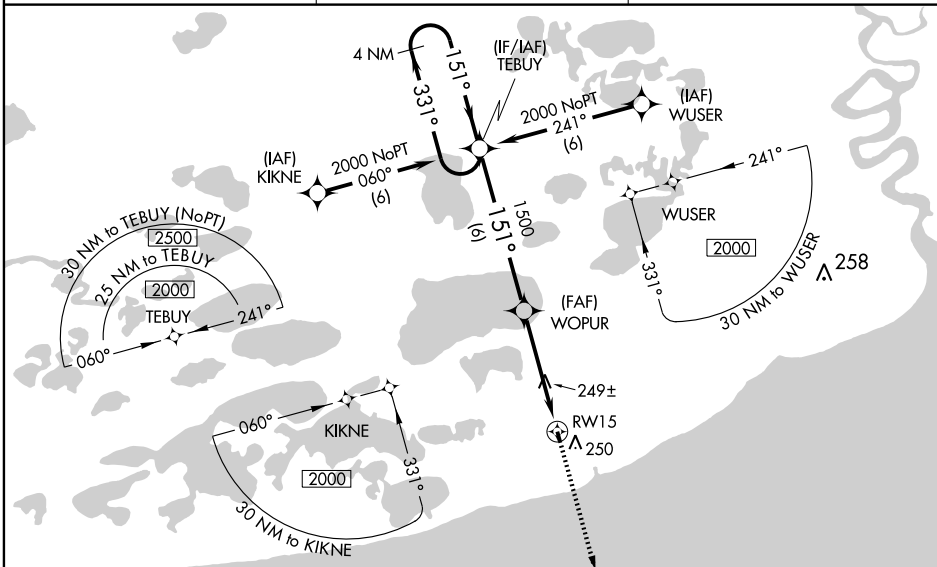 4 NM
151°
331°
(IF/IAF)
TEBUY
2000 NoPT
241°
(6)
(IAF)
WUSER
(IAF)
KIKNE
2000 NoPT
060°
(6)
1500
151°
(6)
241°
WUSER
2000
331°
30 NM to WUSER
258
30 NM to TEBUY (NoPT)
2500
25 NM to TEBUY
2000
TEBUY
060°
241°
(FAF)
WOPUR
249±
RW15
250
060°
KIKNE
2000
331°
30 NM to KIKNE